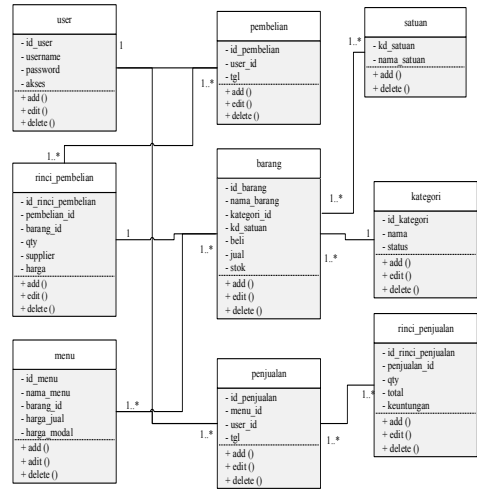 user
- id_user
- username
- password
- akses
+ add ()
+ edit ()
+ delete ()
1
pembelian
- id_pembelian
- user_id
- tgl
+ add ()
+ edit ()
+ delete ()
1..*
1..*
satuan
- kd_satuan
- nama_satuan
+ add ()
+ delete ()
1..*
1..*
rinci_pembelian
- id_rinci_pembelian
- pembelian_id
- barang_id
- qty
- supplier
- harga
+ add ()
+ edit ()
+ delete ()
1
barang
- id_barang
- nama_barang
- kategori_id
- kd_satuan
- beli
- jual
- stok
+ add ()
+ edit ()
+ delete ()
1..*
1..*
1
kategori
- id_kategori
- nama
- status
+ add ()
+ edit ()
+ delete ()
menu
- id_menu
- nama_menu
- barang_id
- harga_jual
- harga_modal
+ add ()
+ adit ()
+ delete ()
1..*
1..*
penjualan
- id_penjualan
- menu_id
- user_id
- tgl
+ add ()
+ edit ()
+ delete ()
1..*
1..*
rinci_penjualan
- id_rinci_penjualan
- penjualan_id
- qty
- total
- keuntungan
+ add ()
+ edit ()
+ delete ()